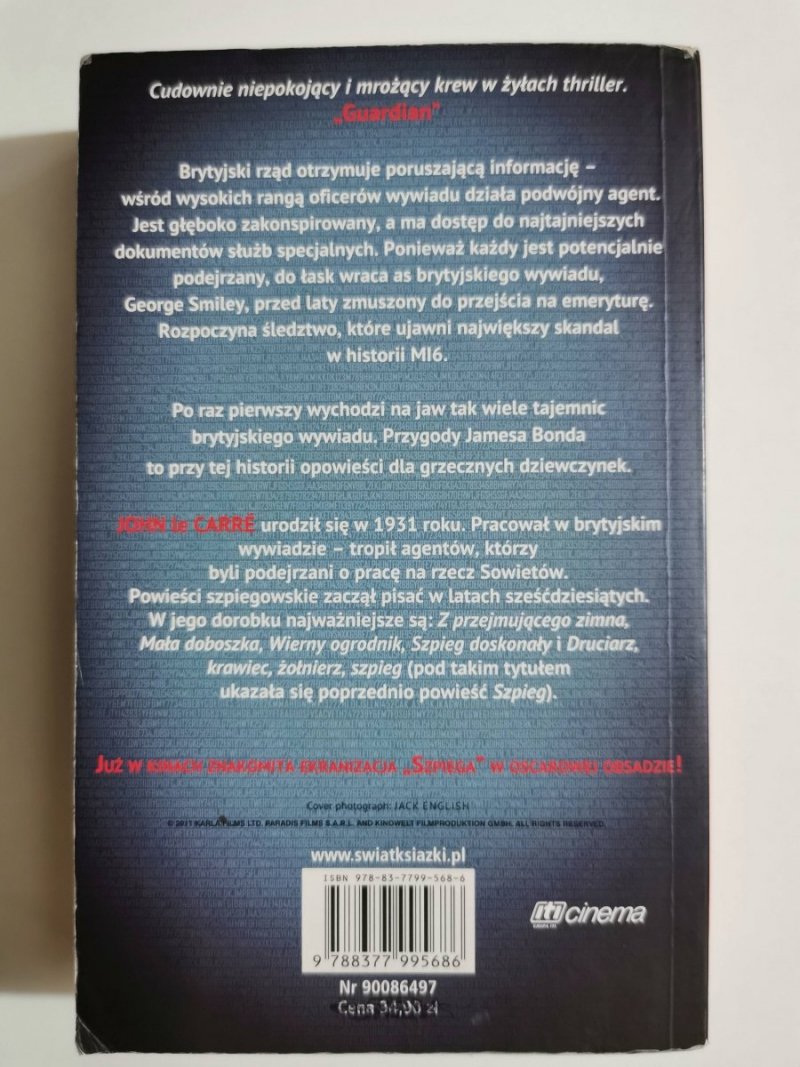 Cudownie niepokojący i mrożący krew w żyłach thriller.
„Guardian”
Brytyjski rząd otrzymuje poruszającą informację –
wśród wysokich rangą oficerów wywiadu działa podwójny agent.
Jest głęboko zakonspirowany, a ma dostęp do najtajniejszych
dokumentów służb specjalnych. Ponieważ każdy jest potencjalnie
podejrzany, do łask wraca as brytyjskiego wywiadu,
George Smiley, przed laty zmuszony do przejścia na emeryturę.
Rozpoczyna śledztwo, które ujawni największy skandal
w historii MI6.
Po raz pierwszy wychodzi na jaw tak wiele tajemnic
brytyjskiego wywiadu. Przygody Jamesa Bonda
to przy tej historii opowieści dla grzecznych dziewczynek.
JOHN le CARRÉ urodził się w 1931 roku. Pracował w brytyjskim
wywiadzie – tropił agentów, którzy
byli podejrzani o pracę na rzecz Sowietów.
Powieści szpiegowskie zaczął pisać w latach sześćdziesiątych.
W jego dorobku najważniejsze są: Z przejmującego zimna,
Mała doboszka, Wierny ogrodnik, Szpieg doskonały i Druciarz,
krawiec, żołnierz, szpieg (pod takim tytułem
ukazała się poprzednio powieść Szpieg).
Już w kinach znakomita ekranizacja „Szpiega” w oscarowej obsadzie!
Cover photograph: JACK ENGLISH
© 2011 KARLA FILMS LTD, PARADIS FILMS S.A.R.L. AND KINOWELT FILMPRODUKTION GMBH. ALL RIGHTS RESERVED.
www.swiatksiazki.pl
ISBN 978-83-7799-568-6
9 788377 995686
iti cinema
Nr 90086497
Cena 34,90 zł